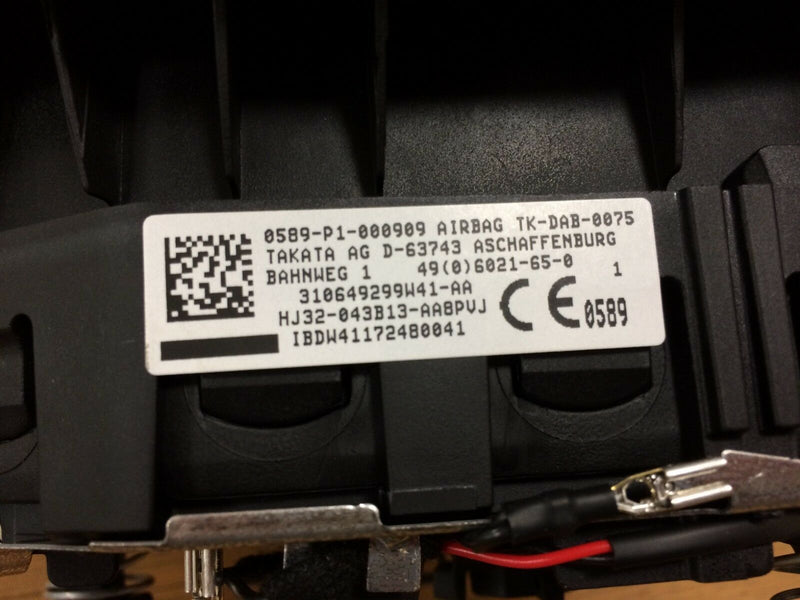 0589-P1-000909 AIRBAG TK-DAB-0075
TAKATA AG D-63743 ASCHAFFENBURG
BAHNWEG 1 49(0)6021-65-0 1
310649299W41-AA
HJ32-043B13-AA8PVJ
IBDW41172480041
CE 0589